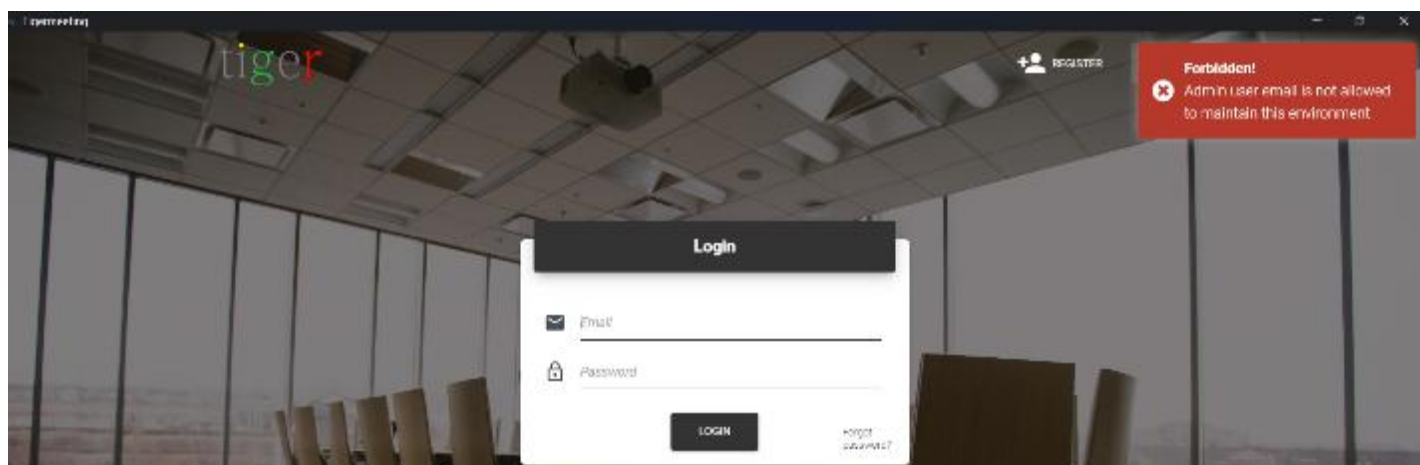 Tigermeeting
tiger
REGISTER
Forbidden!
Admin user email is not allowed
to maintain this environment
Login
Email
Password
LOGIN
Forgot
password?